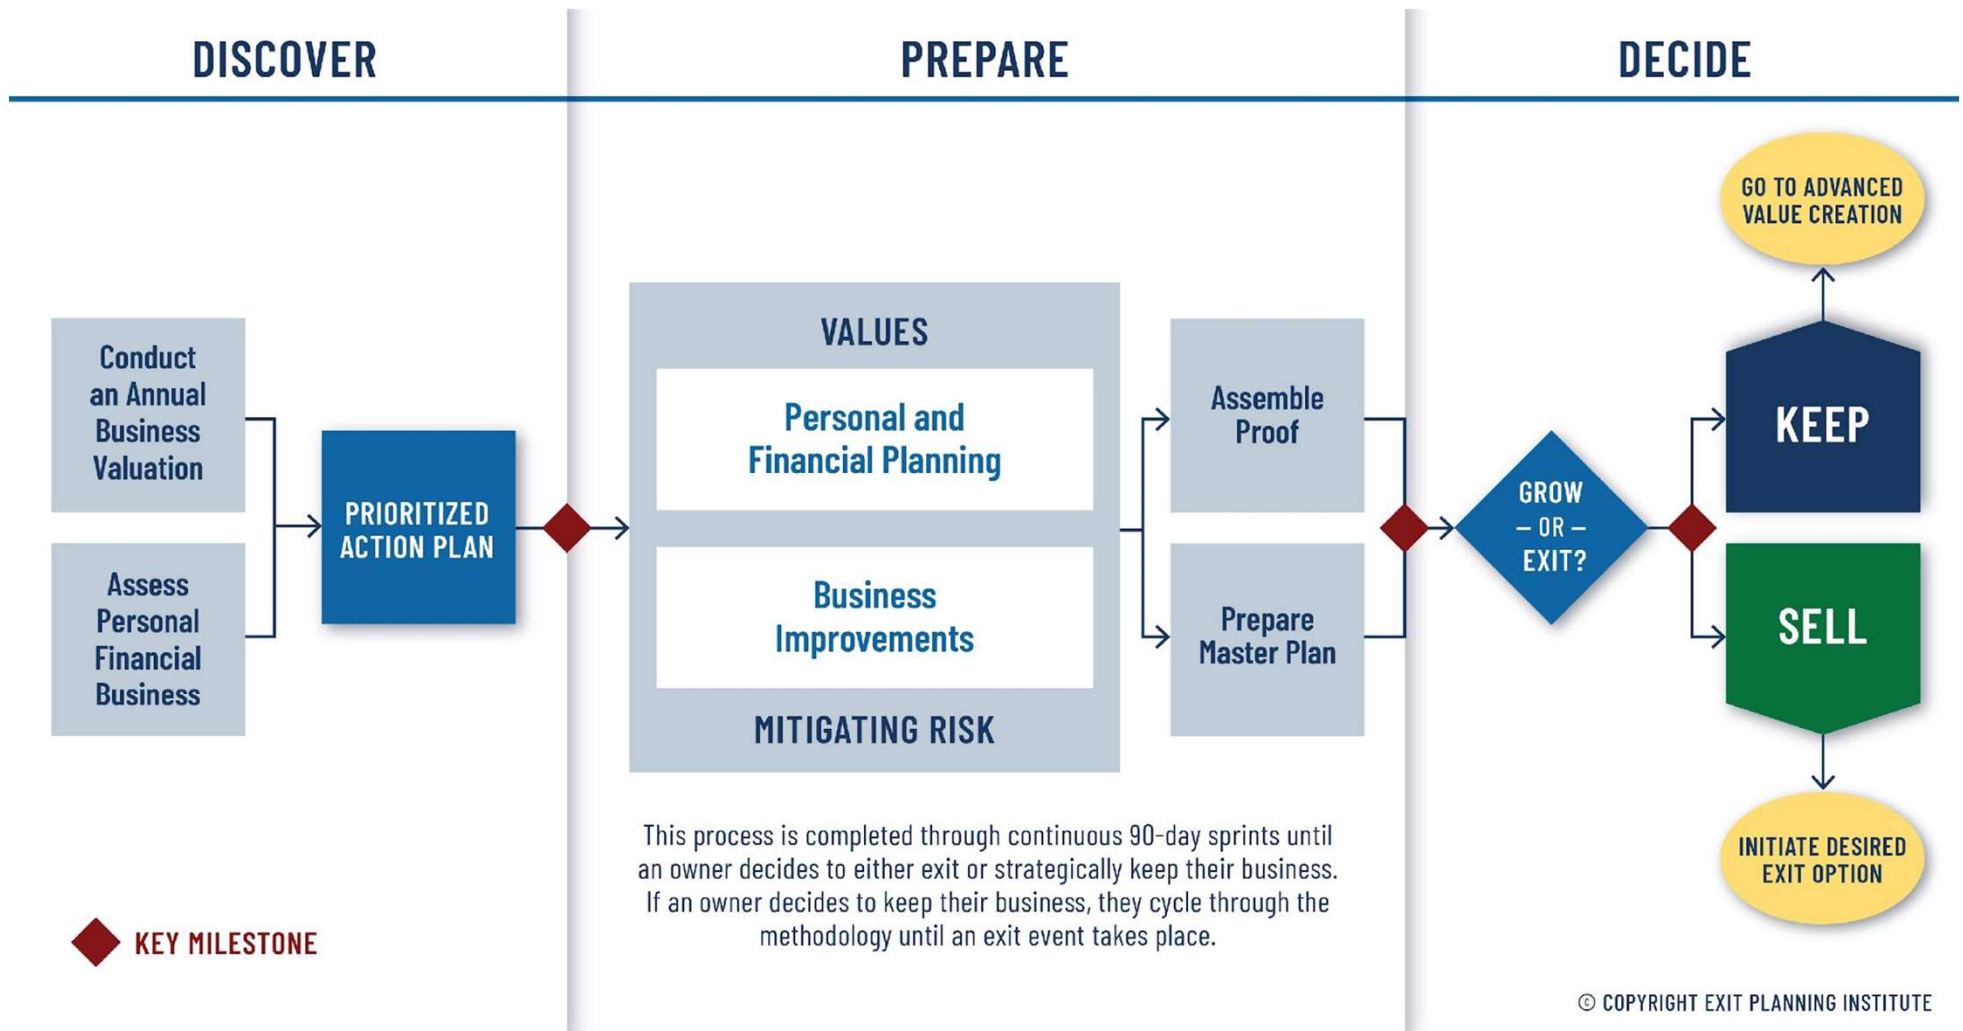 DISCOVER
PREPARE
DECIDE
Conduct
an Annual
Business
Valuation
Assess
Personal
Financial
Business
PRIORITIZED
ACTION PLAN
VALUES
Personal and
Financial Planning
Business
Improvements
MITIGATING RISK
Assemble
Proof
Prepare
Master Plan
This process is completed through continuous 90-day sprints until
an owner decides to either exit or strategically keep their business.
If an owner decides to keep their business, they cycle through the
methodology until an exit event takes place.
GROW
– OR –
EXIT?
GO TO ADVANCED
VALUE CREATION
KEEP
SELL
INITIATE DESIRED
EXIT OPTION
KEY MILESTONE
© COPYRIGHT EXIT PLANNING INSTITUTE